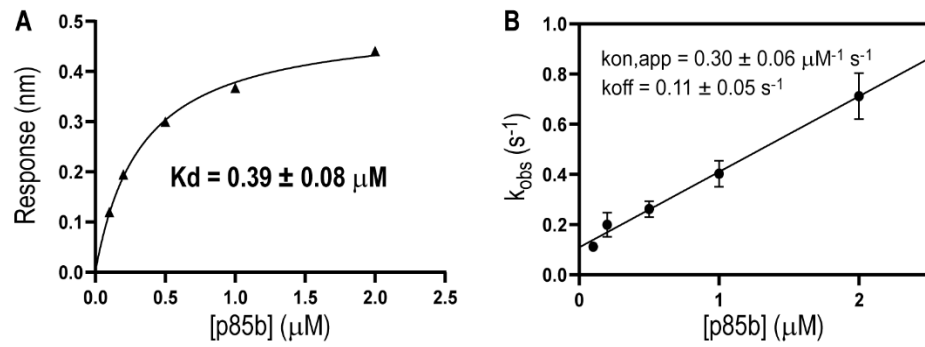 A
Response (nm)
0.5
0.4
0.3
0.2
0.1
0.0
Kd = 0.39 ± 0.08 μM
0.0 0.5 1.0 1.5 2.0 2.5
[p85b] (μM)
B
kobs (s-1)
1.0
0.8
0.6
0.4
0.2
0.0
kon,app = 0.30 ± 0.06 μM-1 s-1
koff = 0.11 ± 0.05 s-1
0 1 2
[p85b] (μM)